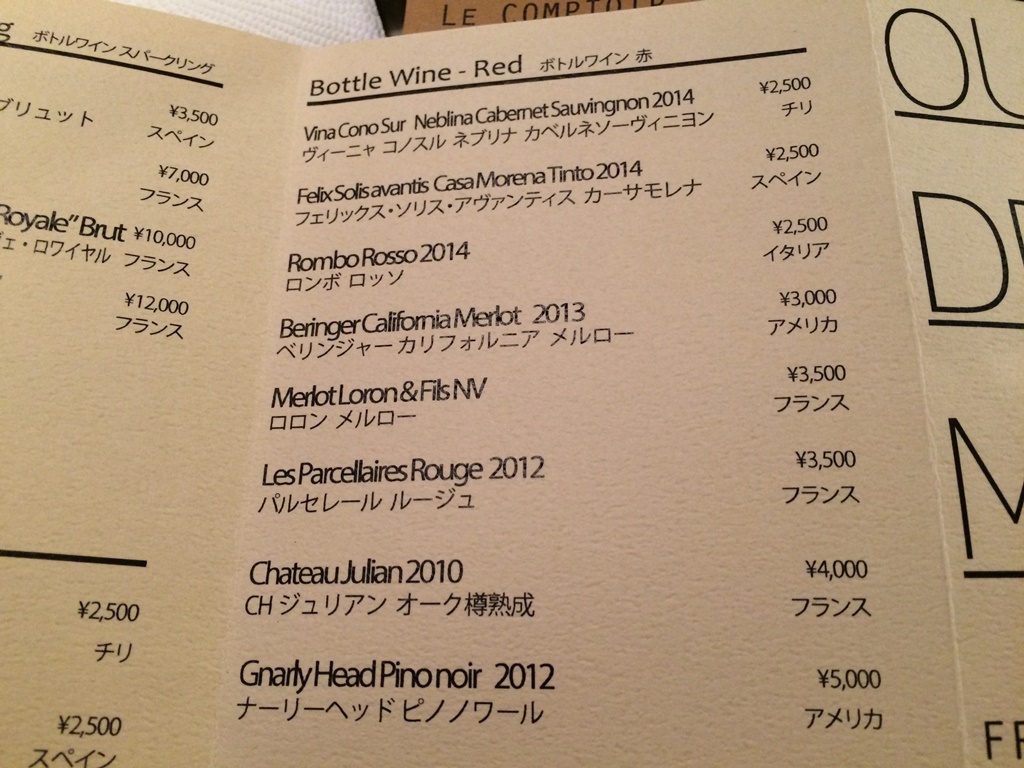 LE COMPTOIR
ボトルワイン スパークリング
ブリュット
¥3,500
スペイン
¥7,000
フランス
Royale" Brut ¥10,000
ロワイヤル フランス
¥12,000
フランス
¥2,500
チリ
¥2,500
スペイン
Bottle Wine - Red ボトルワイン 赤
Vina Cono Sur Neblina Cabernet Sauvingnon 2014 ¥2,500
ヴィーニャ コノスル ネブリナ カベルネソーヴィニヨン チリ
Felix Solis avantis Casa Morena Tinto 2014 ¥2,500
フェリックス・ソリス・アヴァンティス カーサモレナ スペイン
Rombo Rosso 2014 ¥2,500
ロンボ ロッソ イタリア
Beringer California Merlot 2013 ¥3,000
ベリンジャー カリフォルニア メルロー アメリカ
Merlot Loron & Fils NV ¥3,500
ロロン メルロー フランス
Les Parcellaires Rouge 2012 ¥3,500
パルセレール ルージュ フランス
Chateau Julian 2010 ¥4,000
CH ジュリアン オーク樽熟成 フランス
Gnarly Head Pino noir 2012 ¥5,000
ナーリーヘッド ピノノワール アメリカ